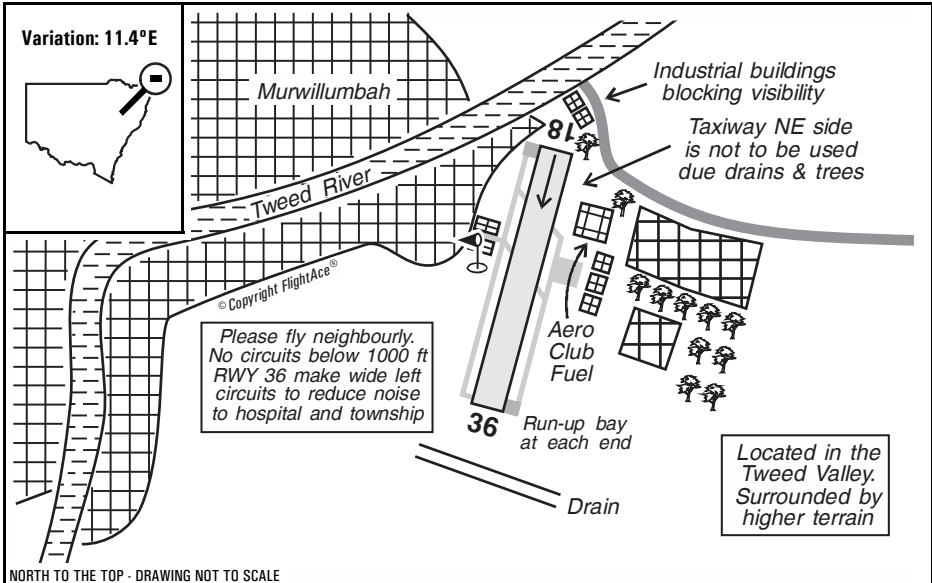 Variation: 11.4°E
Murwillumbah
Industrial buildings
blocking visibility
18
Taxiway NE side
is not to be used
due drains & trees
Tweed River
© Copyright FlightAce®
Please fly neighbourly.
No circuits below 1000 ft
RWY 36 make wide left
circuits to reduce noise
to hospital and township
Aero
Club
Fuel
36
Run-up bay
at each end
Drain
Located in the
Tweed Valley.
Surrounded by
higher terrain
NORTH TO THE TOP - DRAWING NOT TO SCALE